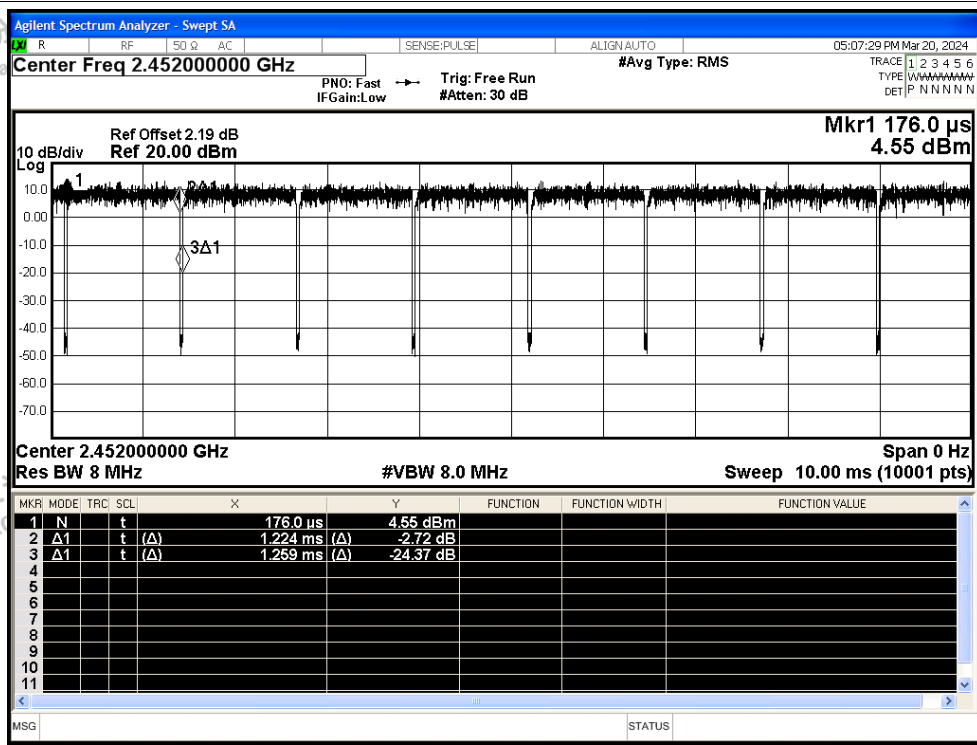 Agilent Spectrum Analyzer - Swept SA
LXI R RF 50 Ω AC SENSE:PULSE ALIGN AUTO 05:07:29 PM Mar 20, 2024
Center Freq 2.452000000 GHz
PNO: Fast Trig: Free Run #Avg Type: RMS TRACE 1 2 3 4 5 6
IFGain:Low #Atten: 30 dB TYPE
DET P N N N N N
Ref Offset 2.19 dB Mkr1 176.0 µs
10 dB/div Ref 20.00 dBm 4.55 dBm
Log
1
10.0 2Δ1
0.00
-10.0 3Δ1
-20.0
-30.0
-40.0
-50.0
-60.0
-70.0
Center 2.452000000 GHz Span 0 Hz
Res BW 8 MHz #VBW 8.0 MHz Sweep 10.00 ms (10001 pts)
MKR MODE TRC SCL X Y FUNCTION FUNCTION WIDTH FUNCTION VALUE
1 N t 176.0 µs 4.55 dBm
2 Δ1 t (Δ) 1.224 ms (Δ) -2.72 dB
3 Δ1 t (Δ) 1.259 ms (Δ) -24.37 dB
4
5
6
7
8
9
10
11
MSG STATUS